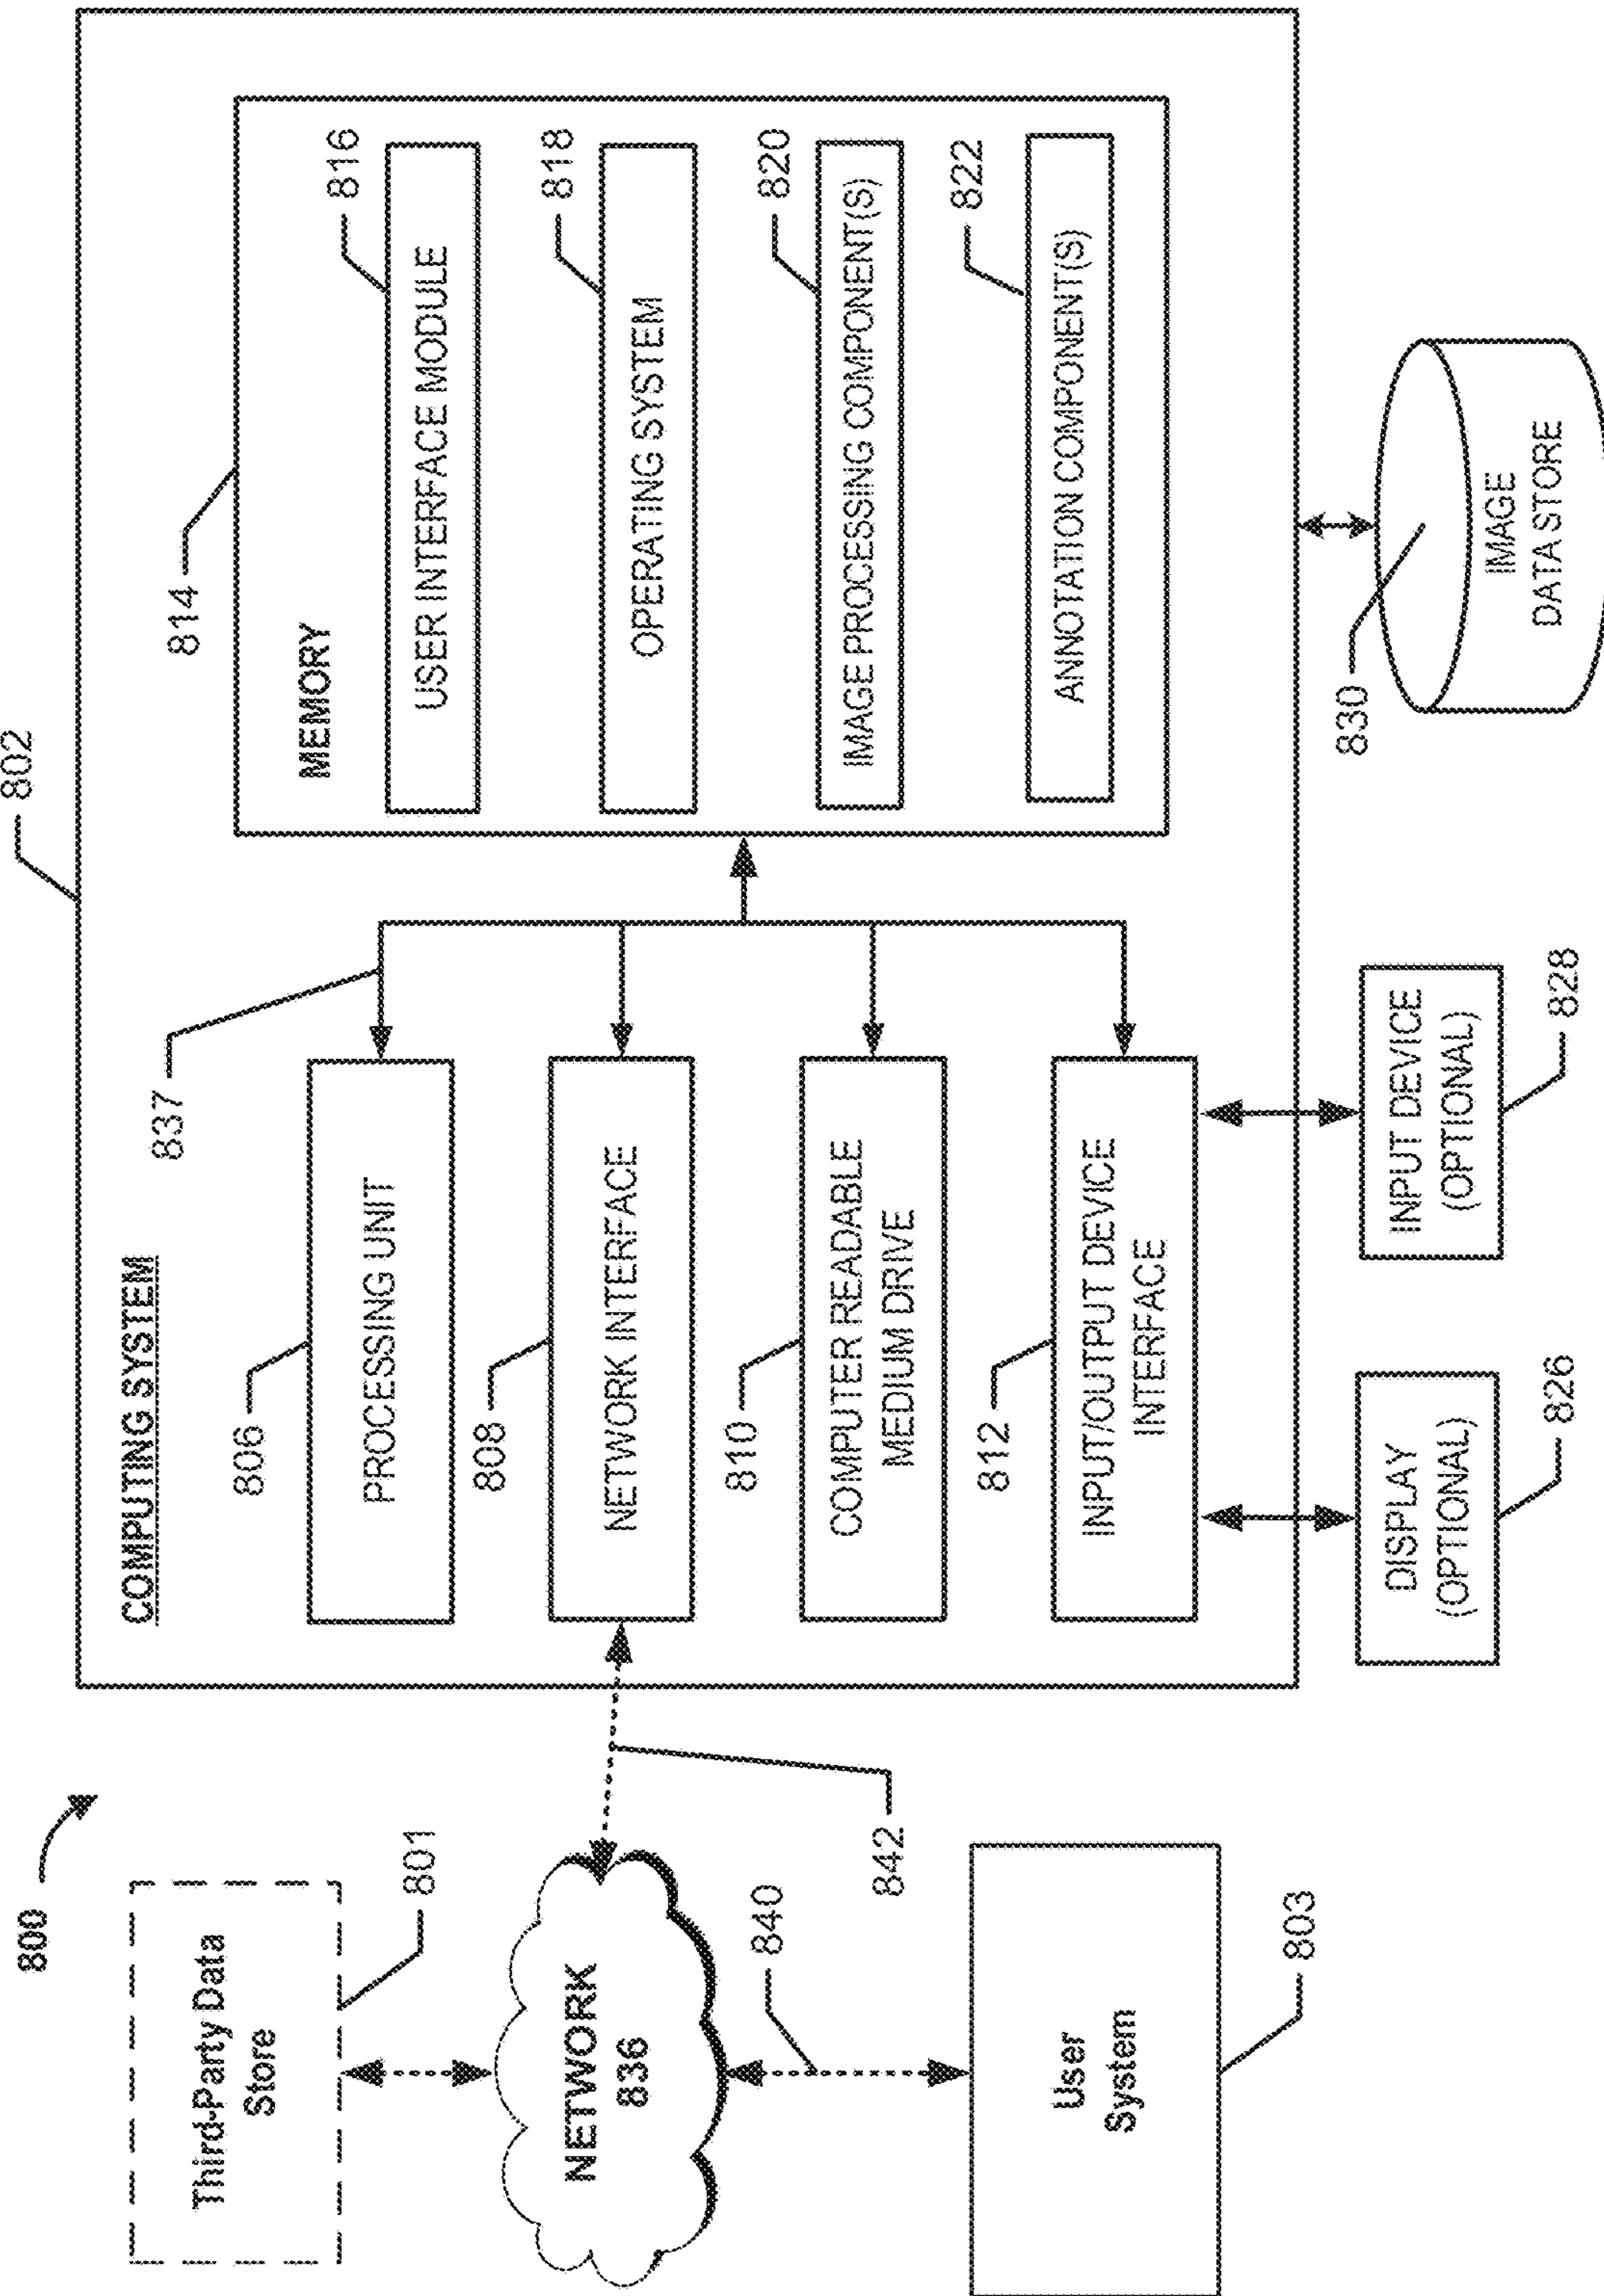 800
802
Third-Party Data
Store
801
NETWORK
836
840
842
User
System
803
COMPUTING SYSTEM
837
806
PROCESSING UNIT
808
NETWORK INTERFACE
810
COMPUTER READABLE
MEDIUM DRIVE
812
INPUT/OUTPUT DEVICE
INTERFACE
814
MEMORY
816
USER INTERFACE MODULE
818
OPERATING SYSTEM
820
IMAGE PROCESSING COMPONENT(S)
822
ANNOTATION COMPONENT(S)
DISPLAY
(OPTIONAL)
826
INPUT DEVICE
(OPTIONAL)
828
830
IMAGE
DATA STORE